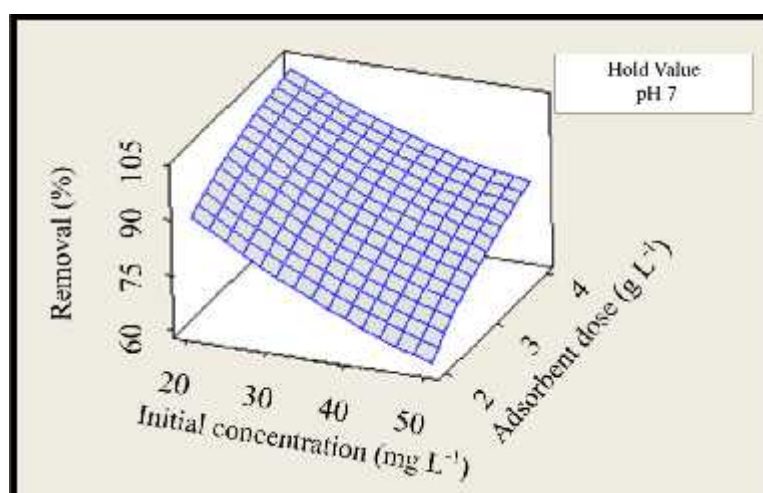 Hold Value
pH 7
Removal (%)
105
90
75
60
20
30
40
50
Initial concentration (mg L⁻¹)
2
3
4
Adsorbent dose (g L⁻¹)